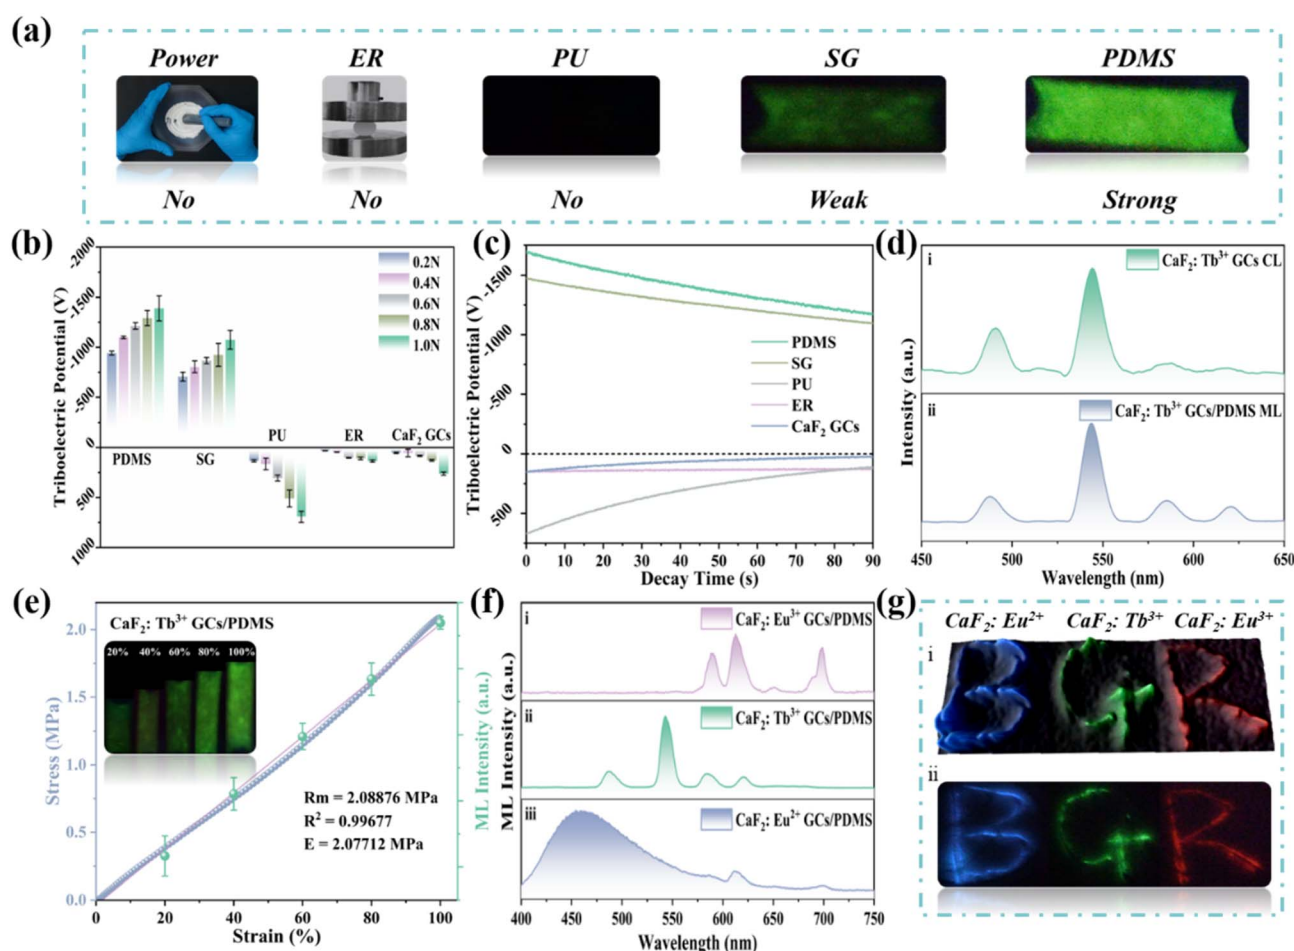 (a)
Power ER PU SG PDMS
No No No Weak Strong
(b)
Triboelectric Potential (V)
-2000
-1500
-1000
-500
0
500
1000
0.2N
0.4N
0.6N
0.8N
1.0N
PU ER CaF₂ GCs
PDMS SG
(c)
Triboelectric Potential (V)
-1500
-1000
-500
0
500
PDMS
SG
PU
ER
CaF₂ GCs
0 10 20 30 40 50 60 70 80 90
Decay Time (s)
(d)
Intensity (a.u.)
i
CaF₂: Tb³⁺ GCs CL
ii
CaF₂: Tb³⁺ GCs/PDMS ML
450 500 550 600 650
Wavelength (nm)
(e)
Stress (MPa)
2.0
1.5
1.0
0.5
0.0
CaF₂: Tb³⁺ GCs/PDMS
20% 40% 60% 80% 100%
Rm = 2.08876 MPa
R² = 0.99677
E = 2.07712 MPa
ML Intensity (a.u.)
0 20 40 60 80 100
Strain (%)
(f)
ML Intensity (a.u.)
i
CaF₂: Eu³⁺ GCs/PDMS
ii
CaF₂: Tb³⁺ GCs/PDMS
iii
CaF₂: Eu²⁺ GCs/PDMS
400 450 500 550 600 650 700 750
Wavelength (nm)
(g)
CaF₂: Eu²⁺ CaF₂: Tb³⁺ CaF₂: Eu³⁺
i
B G R
ii
B G R